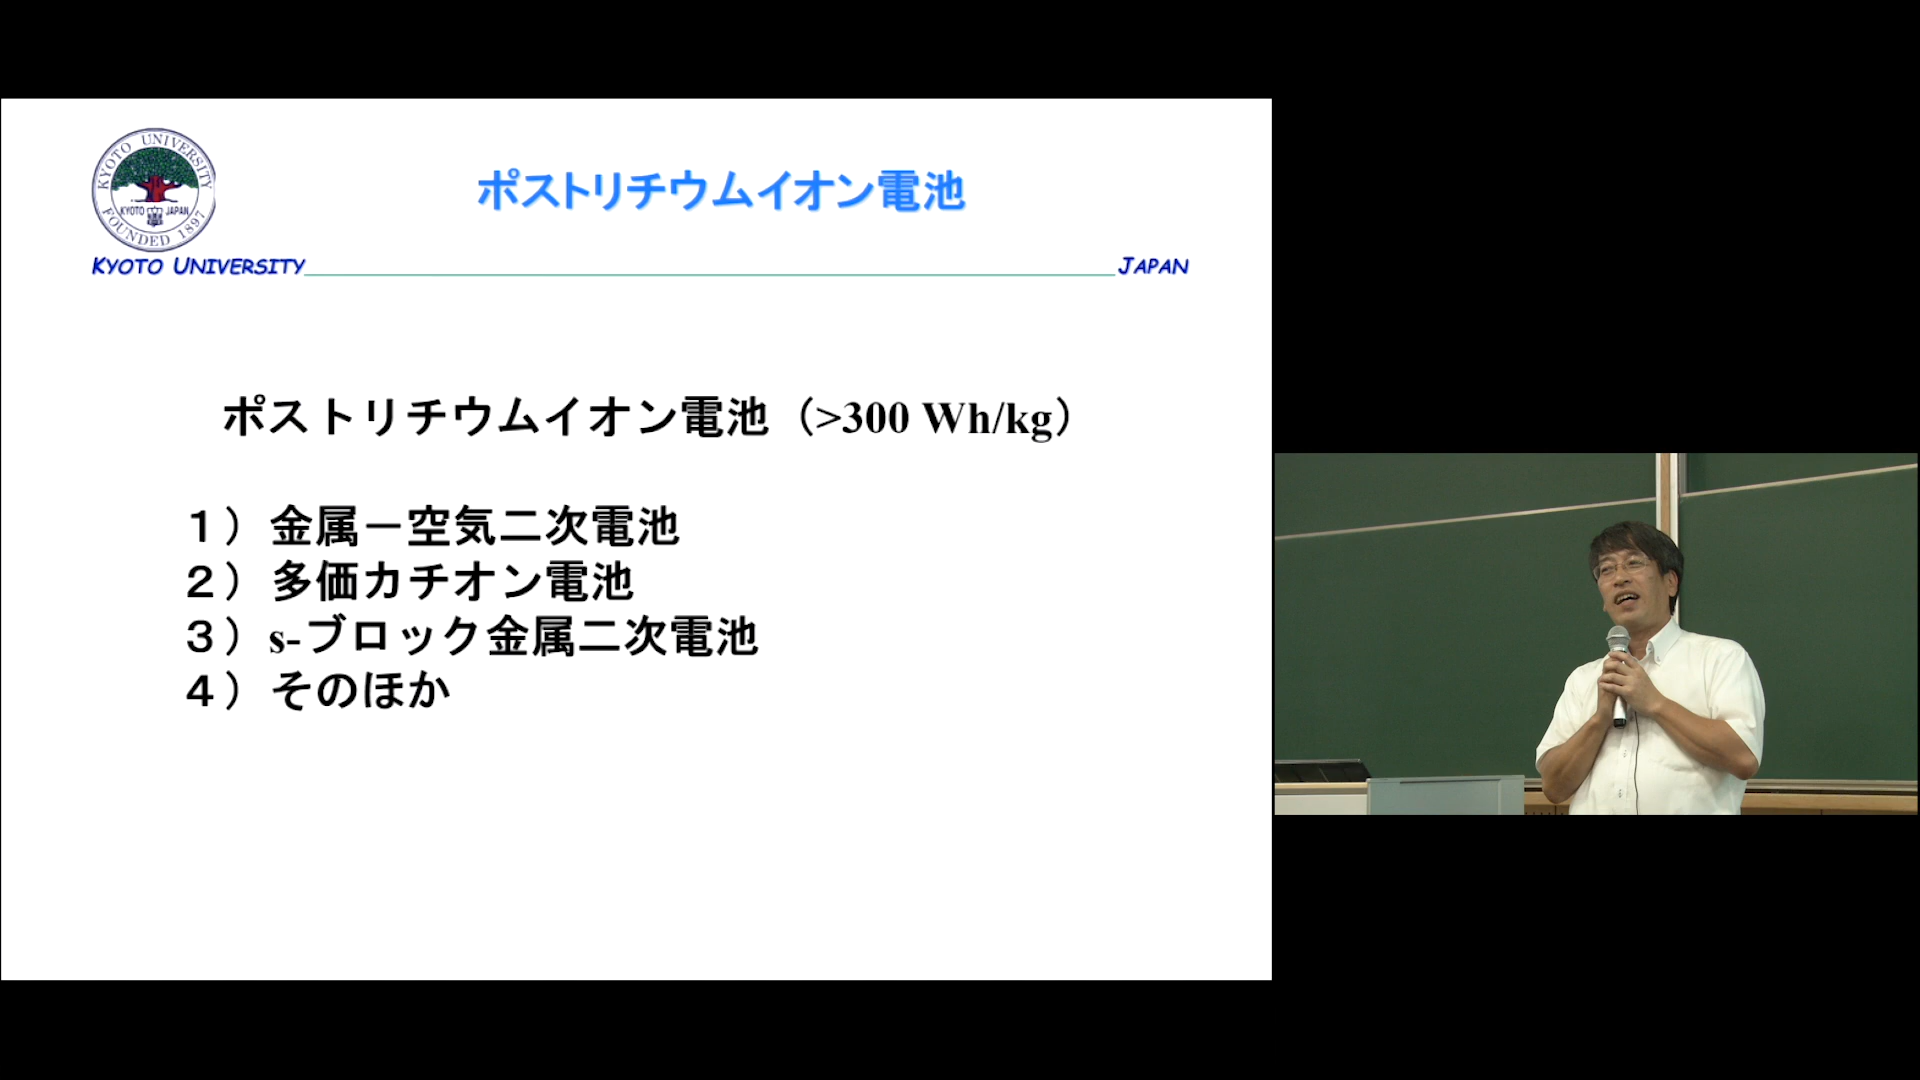 KYOTO UNIVERSITY
KYOTO JAPAN
FOUNDED 1897
ポストリチウムイオン電池
KYOTO UNIVERSITY JAPAN
ポストリチウムイオン電池（>300 Wh/kg）
１）金属－空気二次電池
２）多価カチオン電池
３）s-ブロック金属二次電池
４）そのほか